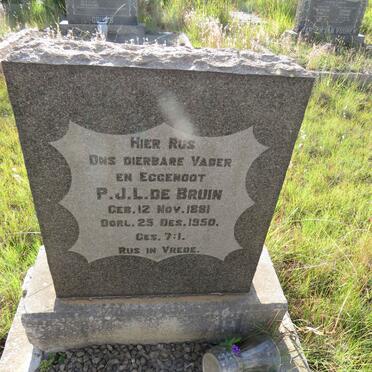 HIER RUS
ONS DIERBARE VADER
EN EGGENOOT
P.J.L. DE BRUIN
GEB. 12 NOV. 1881
OORL. 25 DES. 1950.
GES. 7:1.
RUS IN VREDE.